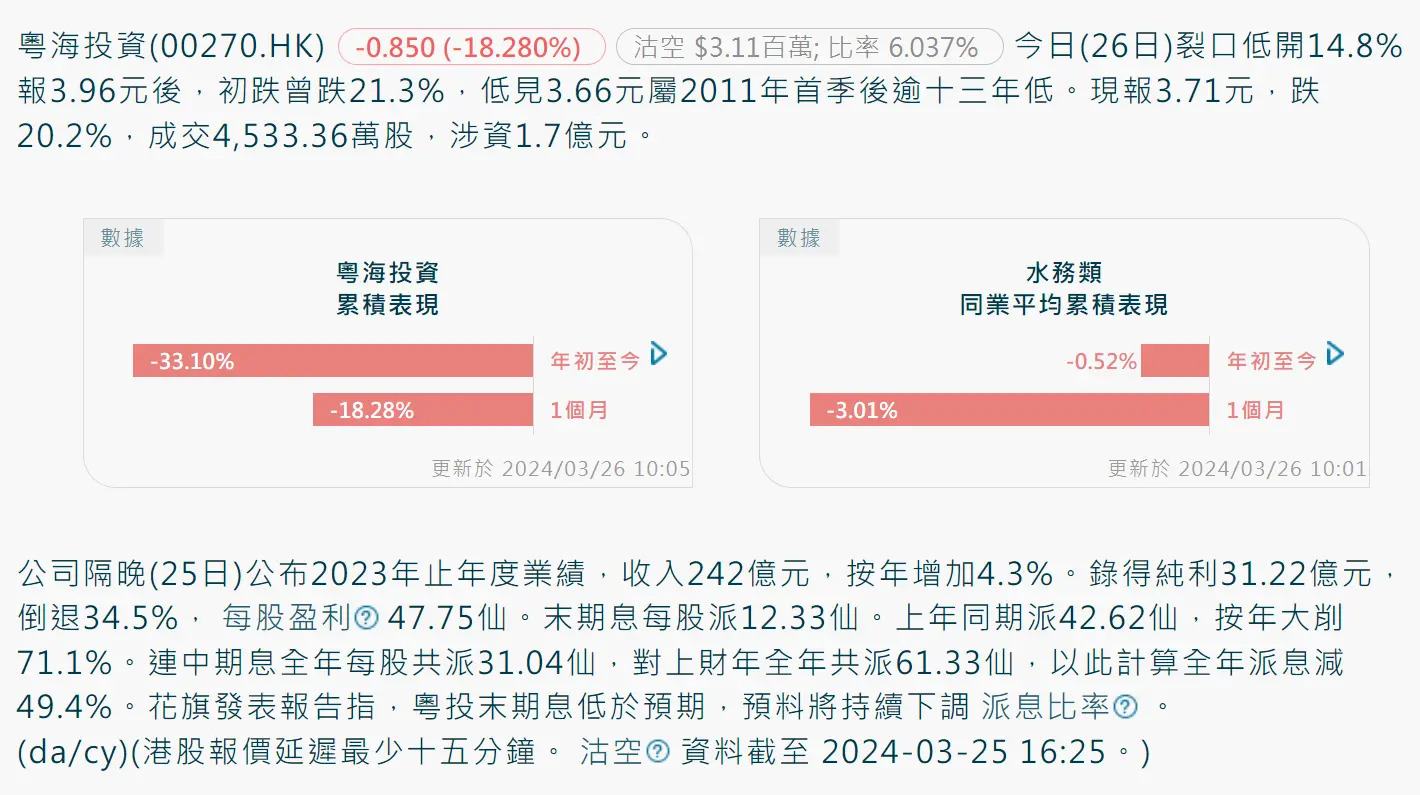 粵海投資(00270.HK) -0.850 (-18.280%) 沽空 $3.11百萬; 比率 6.037% 今日(26日)裂口低開14.8%
報3.96元後，初跌曾跌21.3%，低見3.66元屬2011年首季後逾十三年低。現報3.71元，跌
20.2%，成交4,533.36萬股，涉資1.7億元。
數據
粵海投資
累積表現
-33.10% 年初至今
-18.28% 1個月
更新於 2024/03/26 10:05
數據
水務類
同業平均累積表現
-0.52% 年初至今
-3.01% 1個月
更新於 2024/03/26 10:01
公司隔晚(25日)公布2023年止年度業績，收入242億元，按年增加4.3%。錄得純利31.22億元，
倒退34.5%， 每股盈利? 47.75仙。末期息每股派12.33仙。上年同期派42.62仙，按年大削
71.1%。連中期息全年每股共派31.04仙，對上財年全年共派61.33仙，以此計算全年派息減
49.4%。花旗發表報告指，粵投末期息低於預期，預料將持續下調 派息比率? 。
(da/cy)(港股報價延遲最少十五分鐘。 沽空? 資料截至 2024-03-25 16:25。)